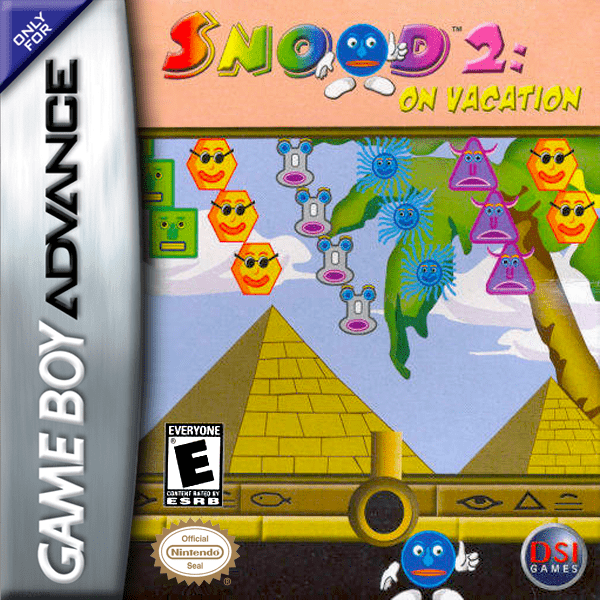 ONLY
FOR
GAME BOY ADVANCE
SNOOD™ 2:
ON VACATION
EVERYONE
E
®
CONTENT RATED BY
ESRB
Official
Nintendo
Seal
®
DSI
GAMES